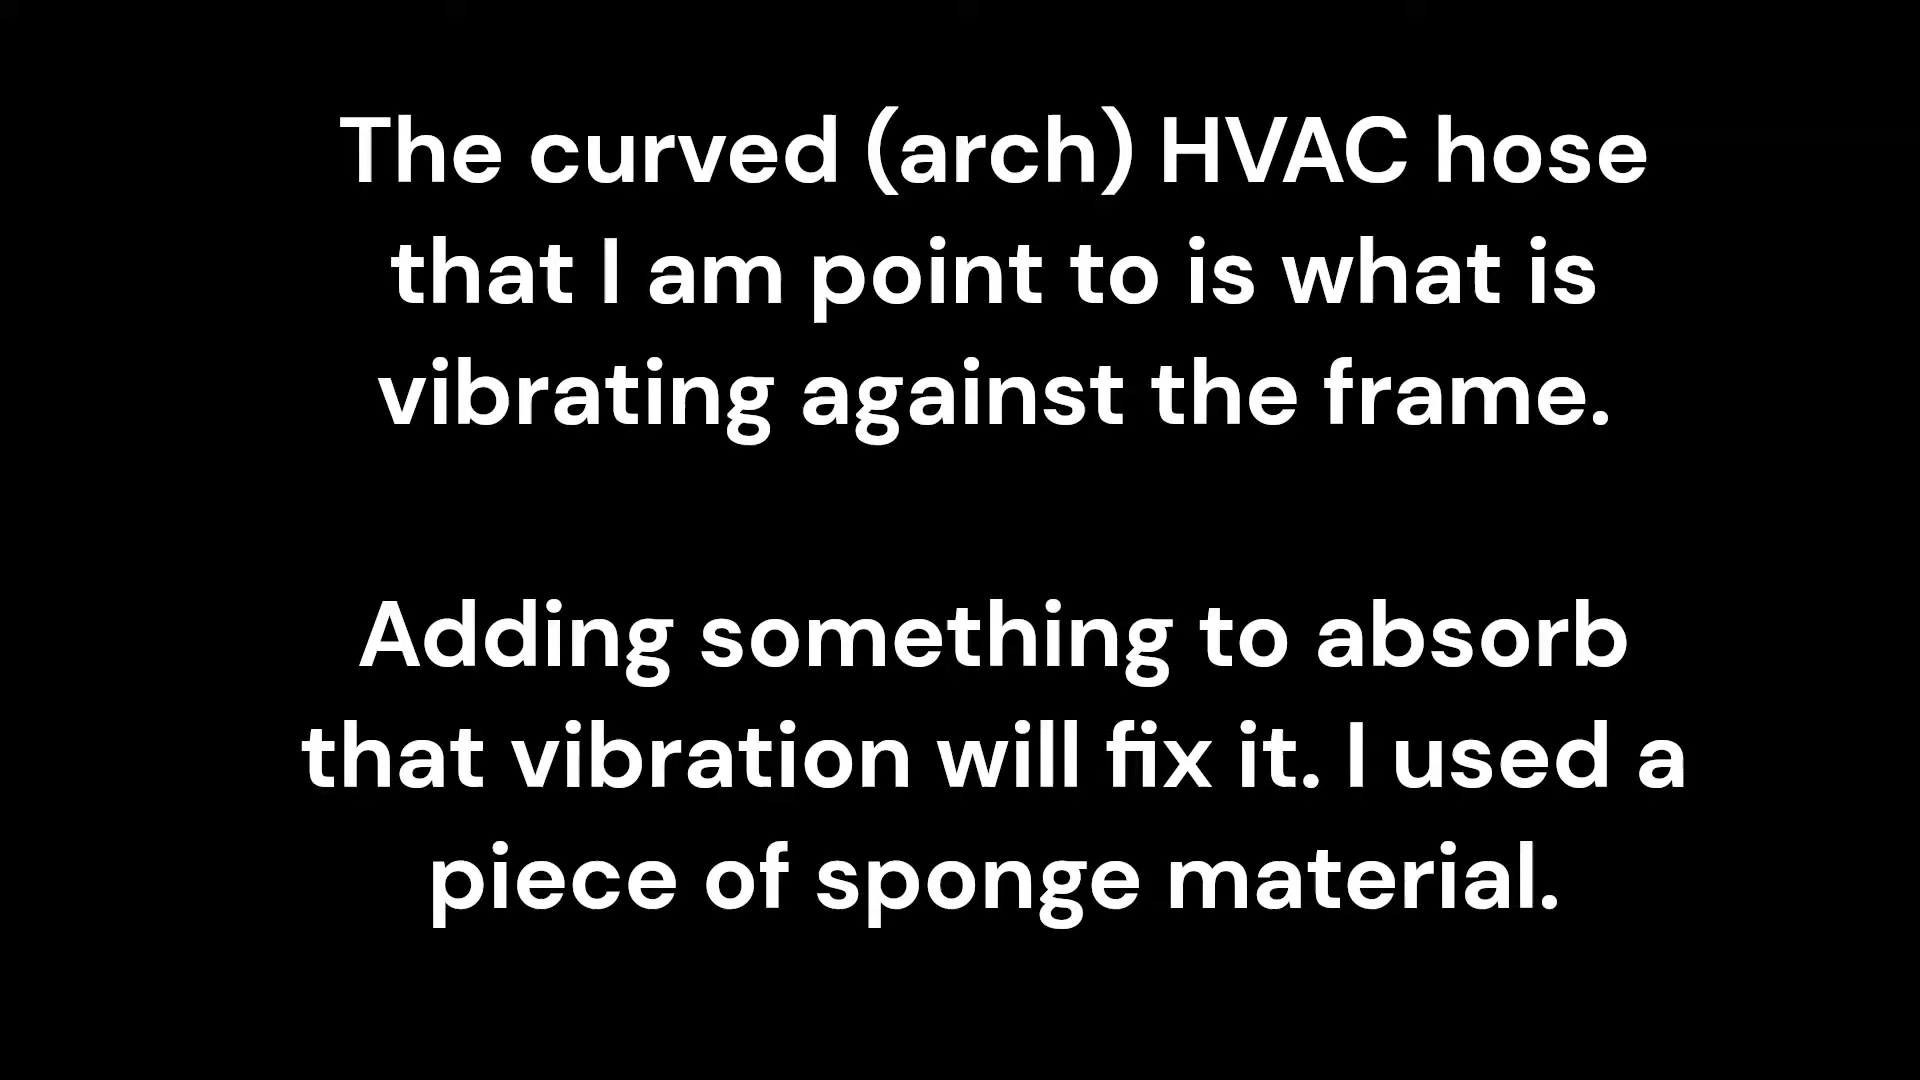 The curved (arch) HVAC hose
that I am point to is what is
vibrating against the frame.
Adding something to absorb
that vibration will fix it. I used a
piece of sponge material.